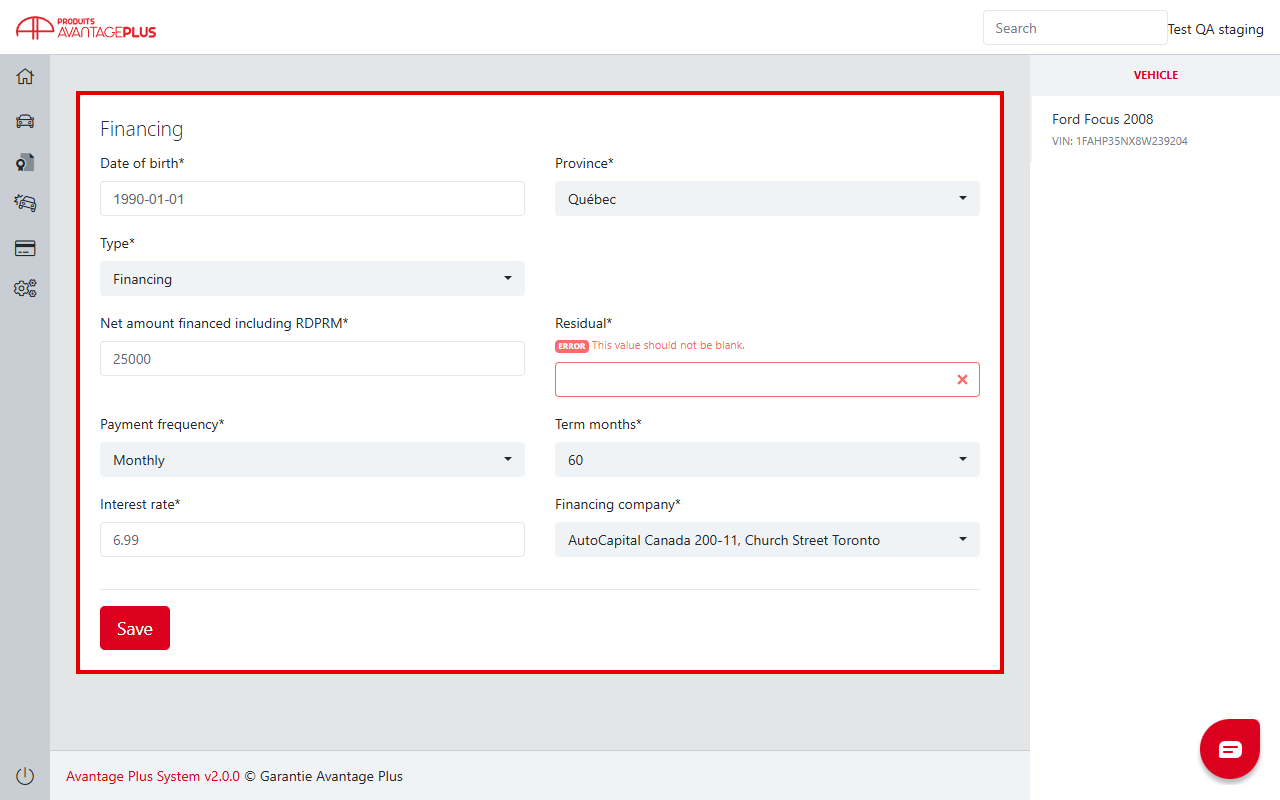 PRODUITS
AVANTAGEPLUS
Search
Test QA staging
VEHICLE
Ford Focus 2008
VIN: 1FAHP35NX8W239204
Financing
Date of birth*
Province*
1990-01-01
Québec
Type*
Financing
Net amount financed including RDPRM*
Residual*
ERROR This value should not be blank.
25000
Payment frequency*
Term months*
Monthly
60
Interest rate*
Financing company*
6.99
AutoCapital Canada 200-11, Church Street Toronto
Save
Avantage Plus System v2.0.0 © Garantie Avantage Plus